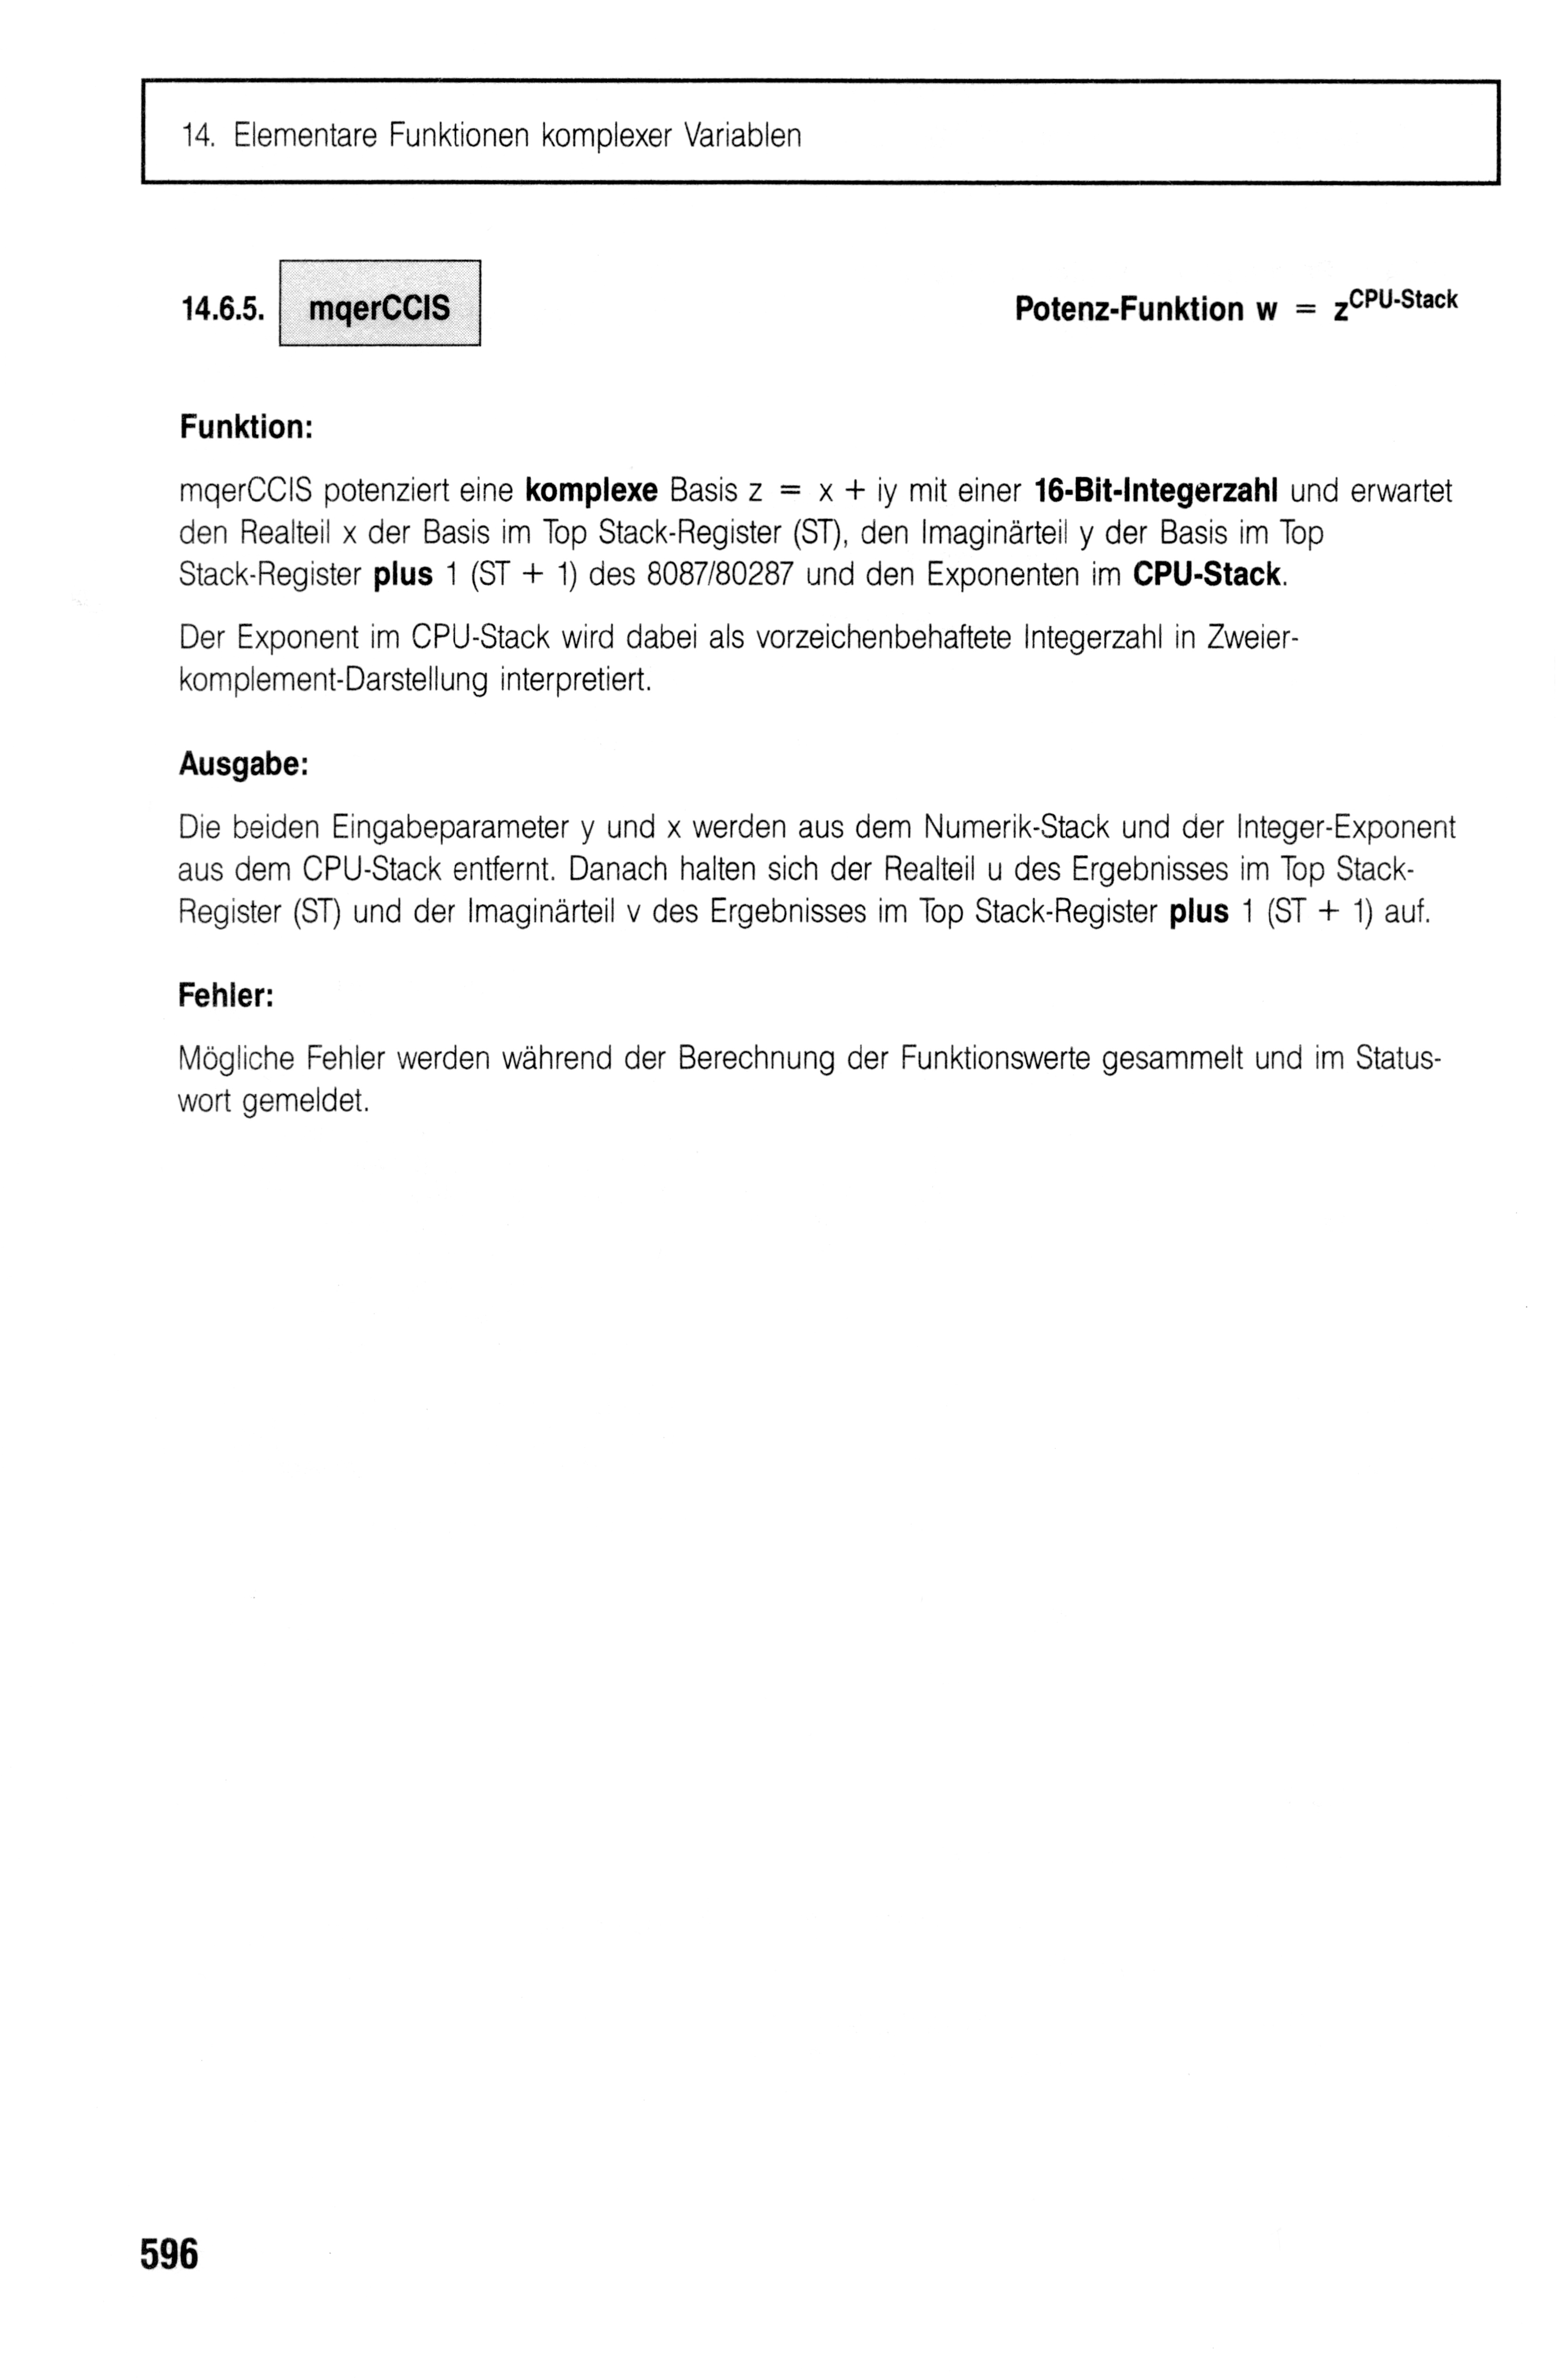 14. Elementare Funktionen komplexer Variablen
14.6.5. mqerCCIS Potenz-Funktion w = z^CPU-Stack
Funktion:
mqerCCIS potenziert eine komplexe Basis z = x + iy mit einer 16-Bit-Integerzahl und erwartet
den Realteil x der Basis im Top Stack-Register (ST), den Imaginärteil y der Basis im Top
Stack-Register plus 1 (ST + 1) des 8087/80287 und den Exponenten im CPU-Stack.
Der Exponent im CPU-Stack wird dabei als vorzeichenbehaftete Integerzahl in Zweier-
komplement-Darstellung interpretiert.
Ausgabe:
Die beiden Eingabeparameter y und x werden aus dem Numerik-Stack und der Integer-Exponent
aus dem CPU-Stack entfernt. Danach halten sich der Realteil u des Ergebnisses im Top Stack-
Register (ST) und der Imaginärteil v des Ergebnisses im Top Stack-Register plus 1 (ST + 1) auf.
Fehler:
Mögliche Fehler werden während der Berechnung der Funktionswerte gesammelt und im Status-
wort gemeldet.
596